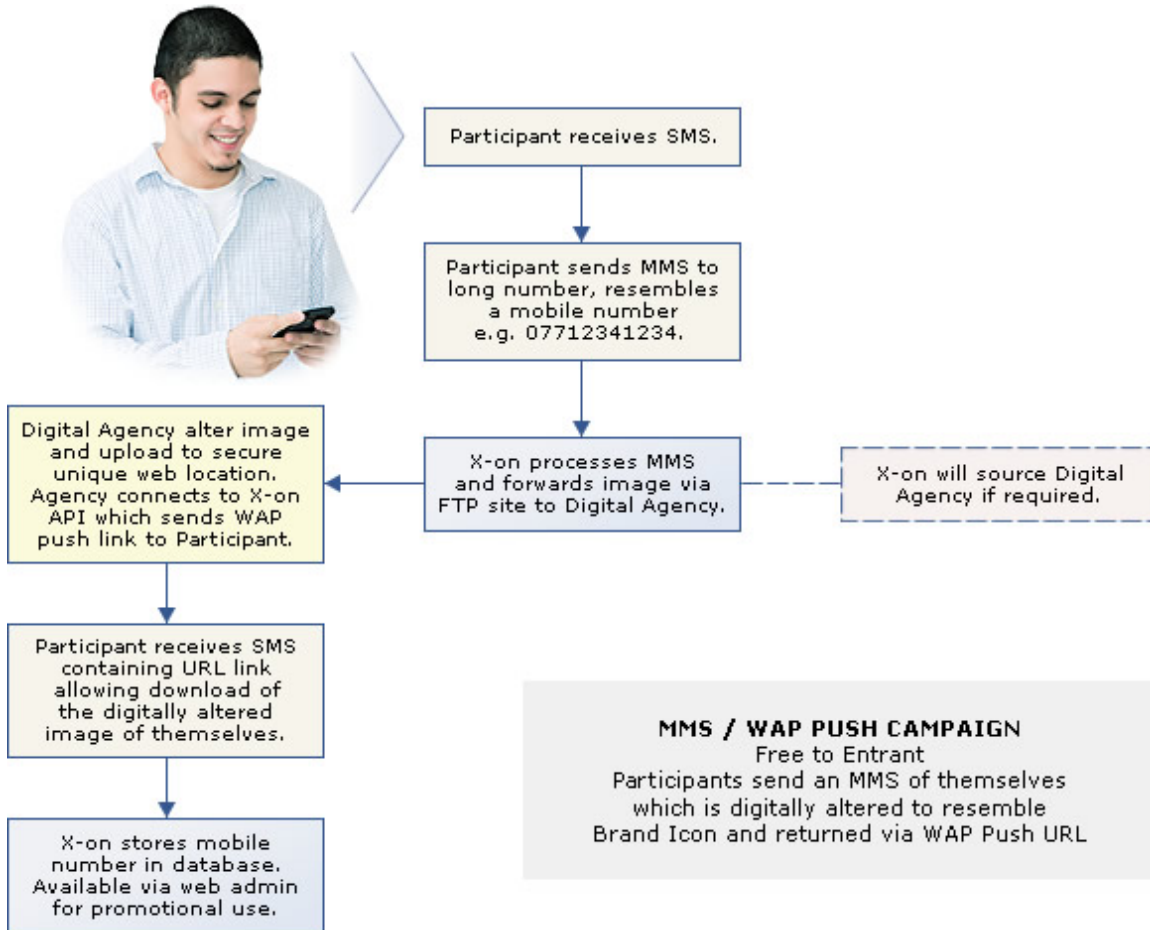 Participant receives SMS.
Participant sends MMS to
long number, resembles
a mobile number
e.g. 07712341234.
X-on processes MMS
and forwards image via
FTP site to Digital Agency.
X-on will source Digital
Agency if required.
Digital Agency alter image
and upload to secure
unique web location.
Agency connects to X-on
API which sends WAP
push link to Participant.
Participant receives SMS
containing URL link
allowing download of
the digitally altered
image of themselves.
X-on stores mobile
number in database.
Available via web admin
for promotional use.
MMS / WAP PUSH CAMPAIGN
Free to Entrant
Participants send an MMS of themselves
which is digitally altered to resemble
Brand Icon and returned via WAP Push URL